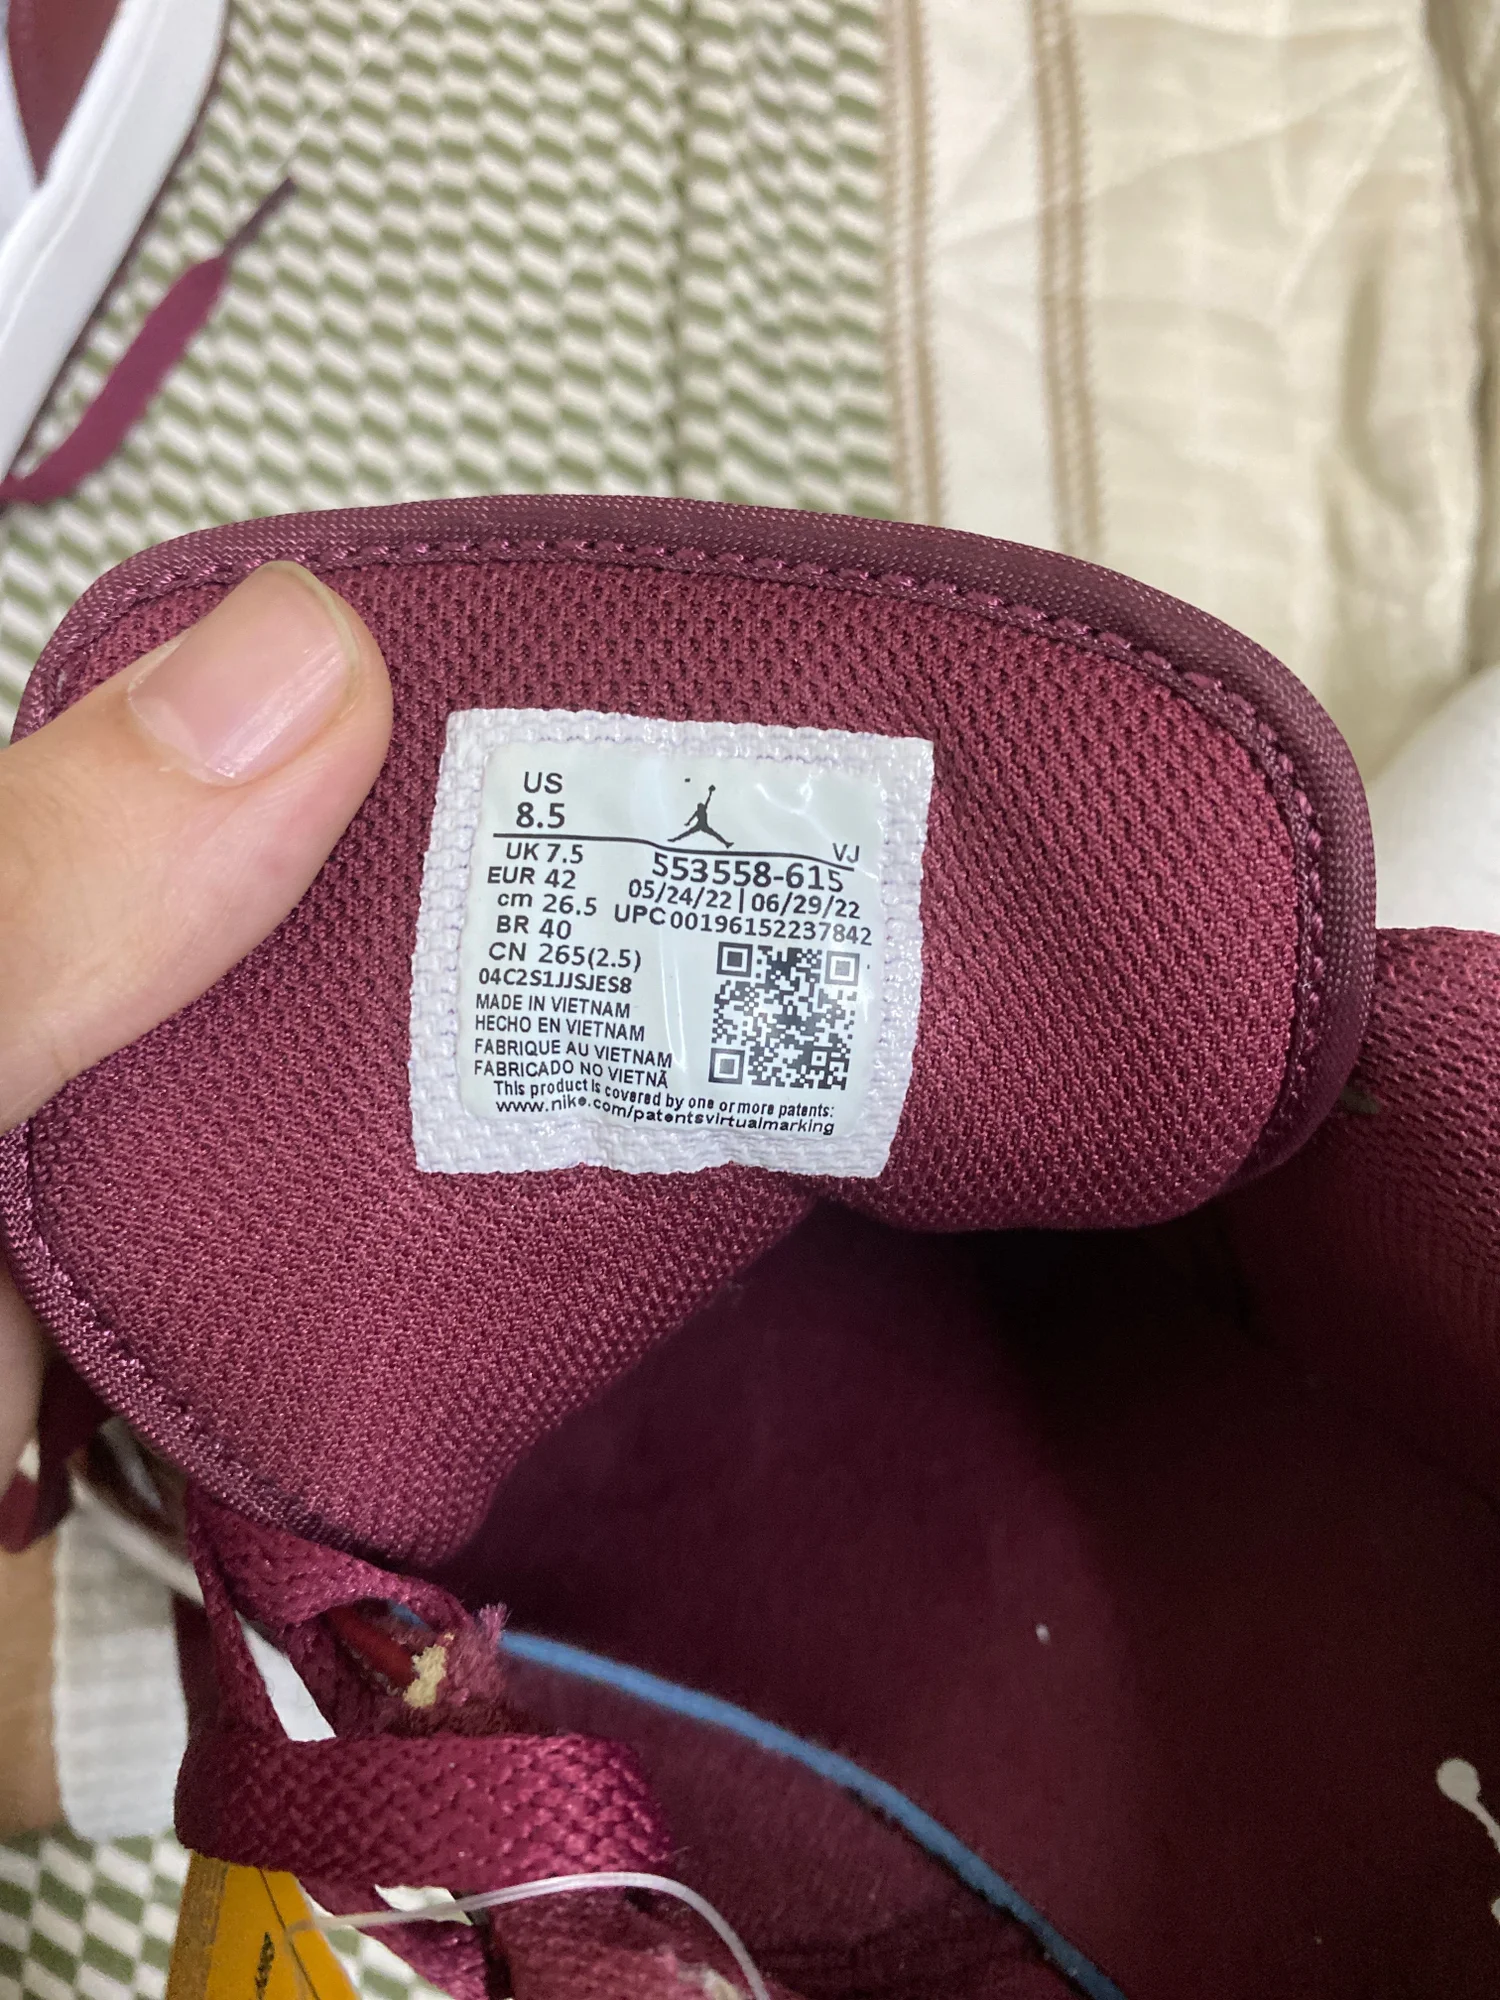 US
8.5
VJ
UK 7.5
553558-615
EUR 42
05/24/22 | 06/29/22
cm 26.5
UPC00196152237842
BR 40
CN 265(2.5)
04C2S1JJSJES8
MADE IN VIETNAM
HECHO EN VIETNAM
FABRIQUE AU VIETNAM
FABRICADO NO VIETNÃ
This product is covered by one or more patents:
www.nike.com/patentsvirtualmarking